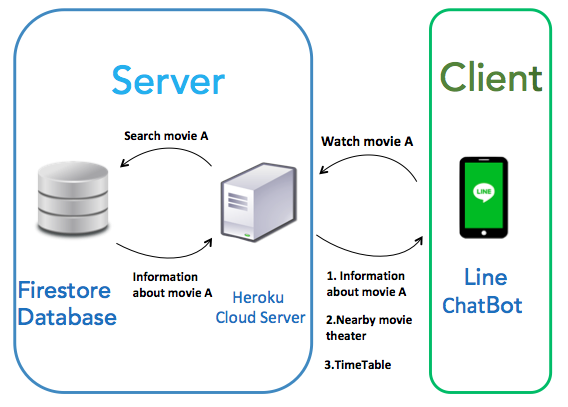 Server
Client
Search movie A
Watch movie A
LINE
Information
about movie A
Firestore
Database
Heroku
Cloud Server
1. Information
about movie A
2.Nearby movie
theater
3.TimeTable
Line
ChatBot